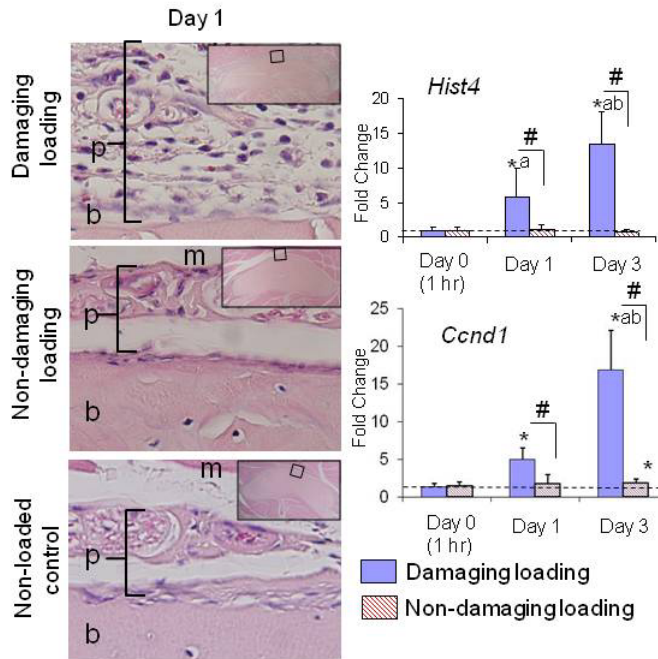 Day 1
Damaging loading
p
b
Non-damaging loading
m
p
b
Non-loaded control
m
p
b
Hist4
Fold Change
20
15
10
5
0
*a
#
*ab
#
Day 0
(1 hr)
Day 1
Day 3
Ccnd1
Fold Change
25
20
15
10
5
0
*
#
*ab
#
*
Day 0
(1 hr)
Day 1
Day 3
Damaging loading
Non-damaging loading